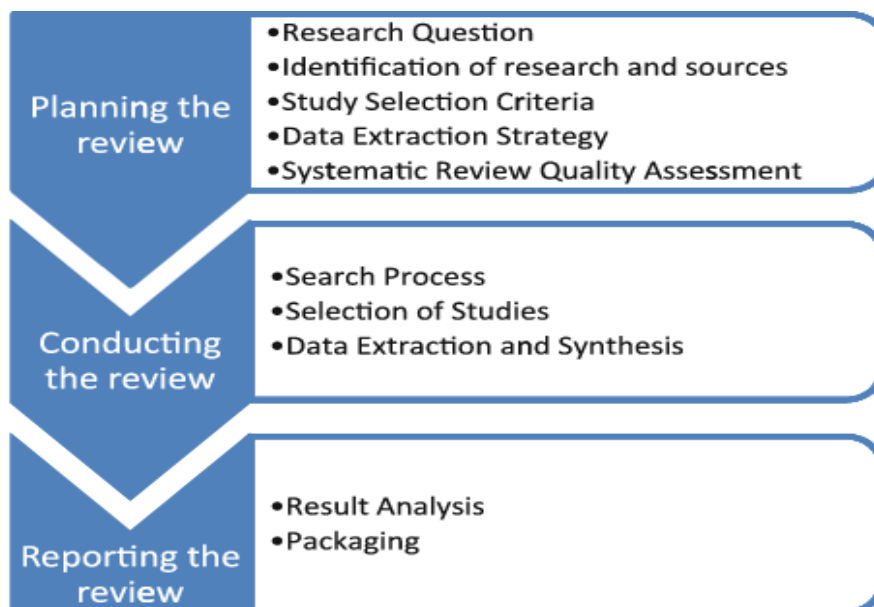 Planning the
review
•Research Question
•Identification of research and sources
•Study Selection Criteria
•Data Extraction Strategy
•Systematic Review Quality Assessment
Conducting
the review
•Search Process
•Selection of Studies
•Data Extraction and Synthesis
Reporting the
review
•Result Analysis
•Packaging